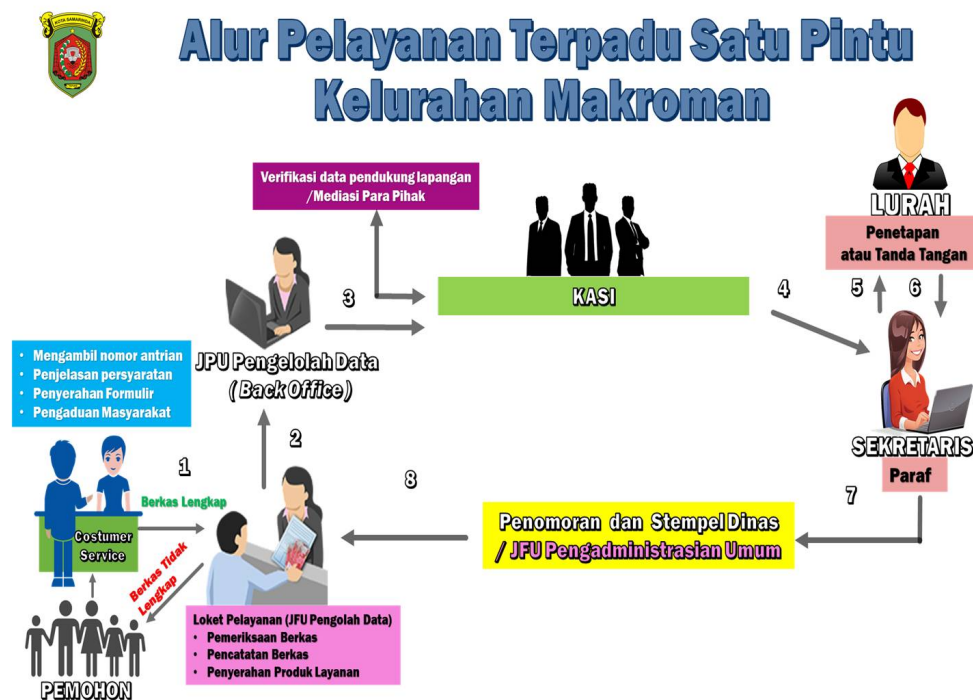 KOTA SAMARINDA
Alur Pelayanan Terpadu Satu Pintu
Kelurahan Makroman
Verifikasi data pendukung lapangan
/Mediasi Para Pihak
LURAH
Penetapan
atau Tanda Tangan
3
KASI
4
5
6
JPU Pengelolah Data
(Back Office)
• Mengambil nomor antrian
• Penjelasan persyaratan
• Penyerahan Formulir
• Pengaduan Masyarakat
SEKRETARIS
Paraf
1
2
8
7
Berkas Lengkap
Costumer
Service
Berkas Tidak
Lengkap
Penomoran dan Stempel Dinas
/ JFU Pengadministrasian Umum
Loket Pelayanan (JFU Pengolah Data)
• Pemeriksaan Berkas
• Pencatatan Berkas
• Penyerahan Produk Layanan
PEMOHON